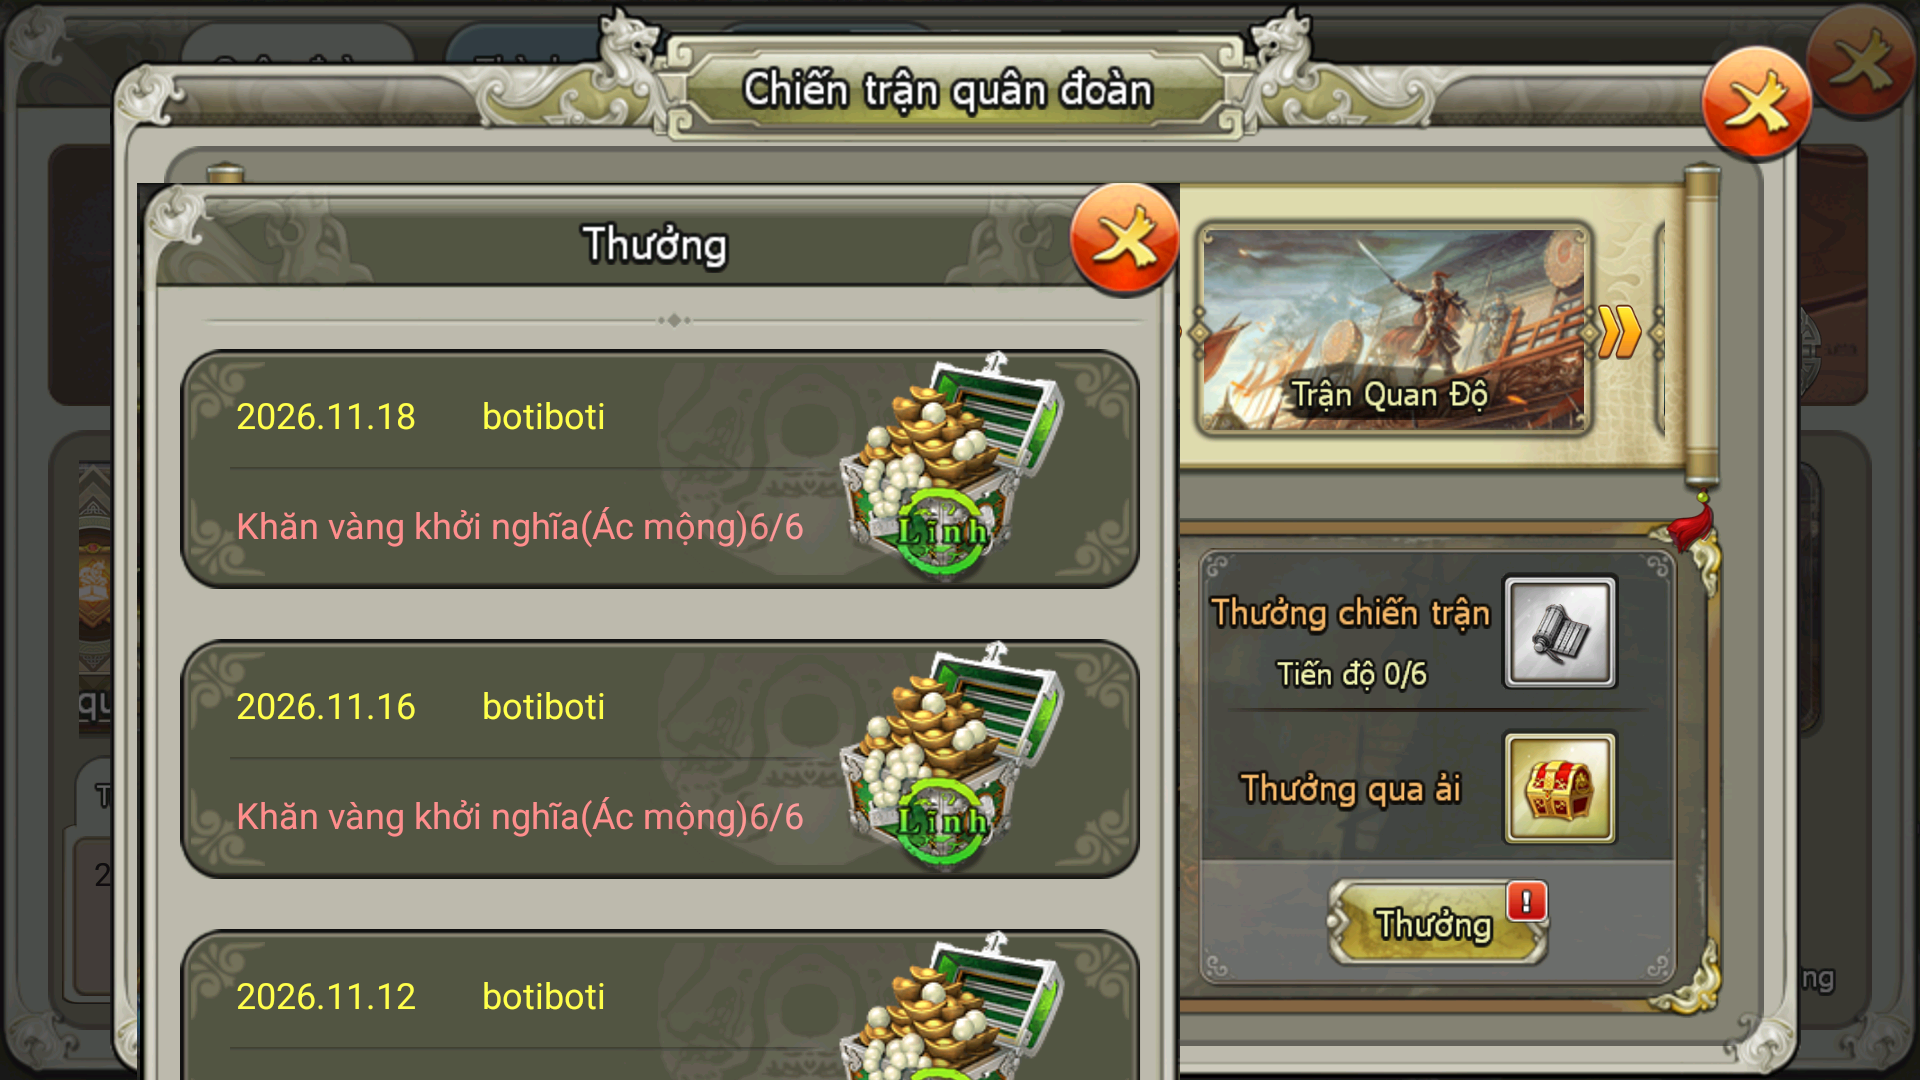 Chiến trận quân đoàn
Thưởng
2026.11.18 botiboti
Khăn vàng khởi nghĩa(Ác mộng)6/6
Lĩnh
2026.11.16 botiboti
Khăn vàng khởi nghĩa(Ác mộng)6/6
Lĩnh
2026.11.12 botiboti
Trận Quan Độ
Thưởng chiến trận
Tiến độ 0/6
Thưởng qua ải
Thưởng
!